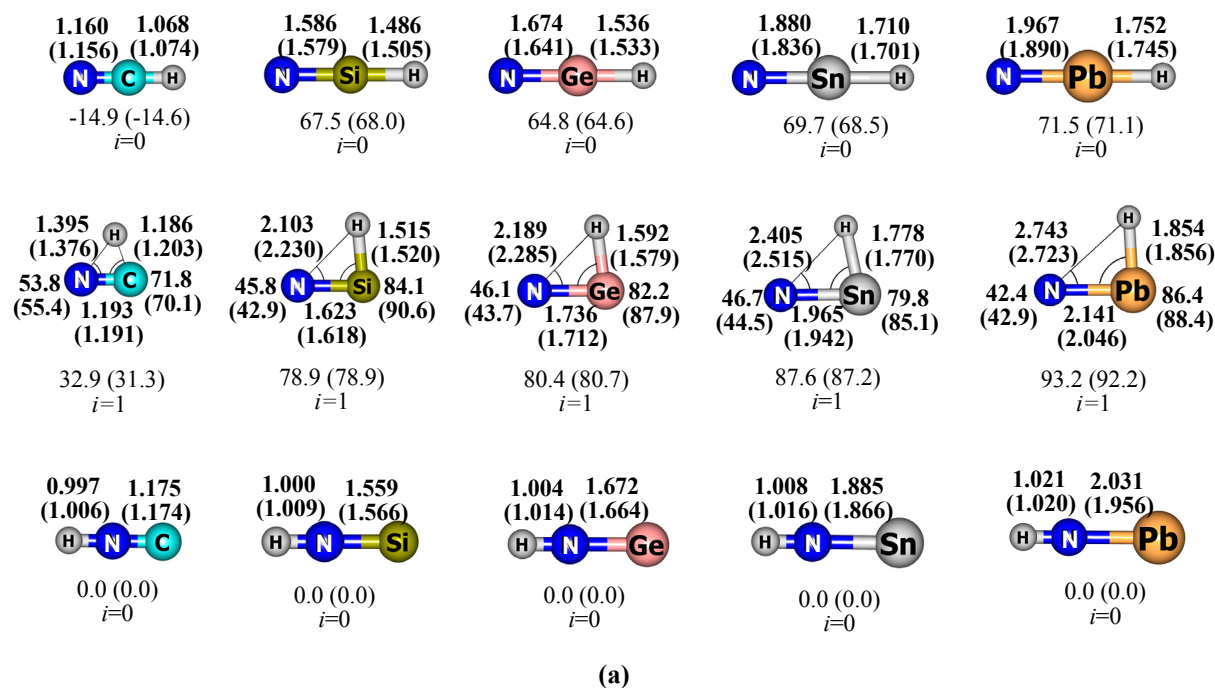 1.160 1.068 1.586 1.486 1.674 1.536 1.880 1.710 1.967 1.752
(1.156) (1.074) (1.579) (1.505) (1.641) (1.533) (1.836) (1.701) (1.890) (1.745)
N C H N Si H N Ge H N Sn H N Pb H
-14.9 (-14.6) 67.5 (68.0) 64.8 (64.6) 69.7 (68.5) 71.5 (71.1)
i=0 i=0 i=0 i=0 i=0
1.395 H 1.186 2.103 H 1.515 2.189 H 1.592 2.405 H 1.778 2.743 H 1.854
(1.376) (1.203) (2.230) (1.520) (2.285) (1.579) (2.515) (1.770) (2.723) (1.856)
53.8 N C 71.8 45.8 N Si 84.1 46.1 N Ge 82.2 46.7 N Sn 79.8 42.4 N Pb 86.4
(55.4) 1.193 (70.1) (42.9) 1.623 (90.6) (43.7) 1.736 (87.9) (44.5) 1.965 (85.1) (42.9) 2.141 (88.4)
(1.191) (1.618) (1.712) (1.942) (2.046)
32.9 (31.3) 78.9 (78.9) 80.4 (80.7) 87.6 (87.2) 93.2 (92.2)
i=1 i=1 i=1 i=1 i=1
0.997 1.175 1.000 1.559 1.004 1.672 1.008 1.885 1.021 2.031
(1.006) (1.174) (1.009) (1.566) (1.014) (1.664) (1.016) (1.866) (1.020) (1.956)
H N C H N Si H N Ge H N Sn H N Pb
0.0 (0.0) 0.0 (0.0) 0.0 (0.0) 0.0 (0.0) 0.0 (0.0)
i=0 i=0 i=0 i=0 i=0
(a)